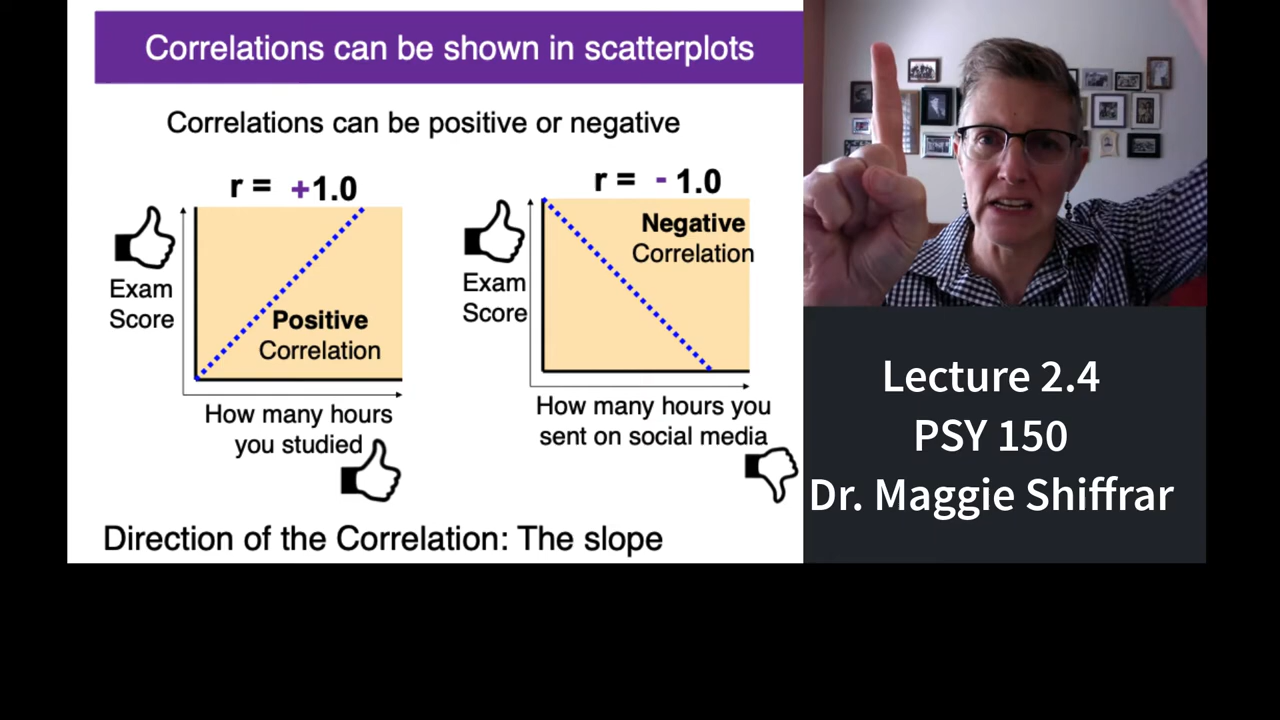 Correlations can be shown in scatterplots
Correlations can be positive or negative
r = +1.0
Exam
Score
Positive
Correlation
How many hours
you studied
r = - 1.0
Negative
Correlation
Exam
Score
How many hours you
sent on social media
Direction of the Correlation: The slope
Lecture 2.4
PSY 150
Dr. Maggie Shiffrar